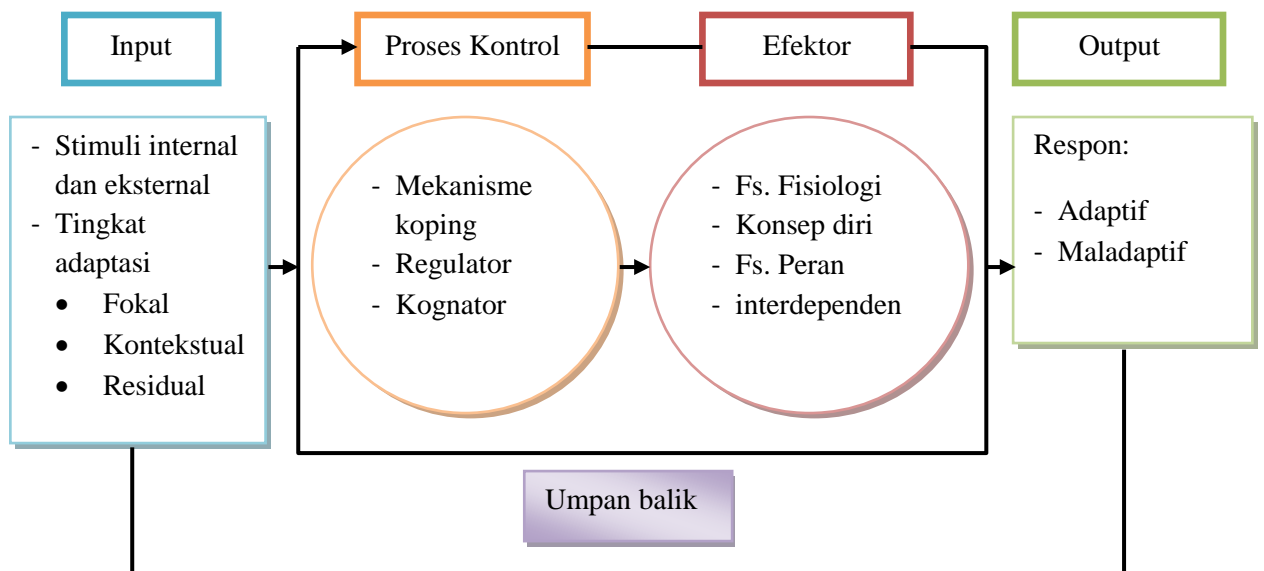 Input
Proses Kontrol
Efektor
Output
- Stimuli internal
dan eksternal
- Tingkat
adaptasi
• Fokal
• Kontekstual
• Residual
- Mekanisme
koping
- Regulator
- Kognator
- Fs. Fisiologi
- Konsep diri
- Fs. Peran
- interdependen
Respon:
- Adaptif
- Maladaptif
Umpan balik